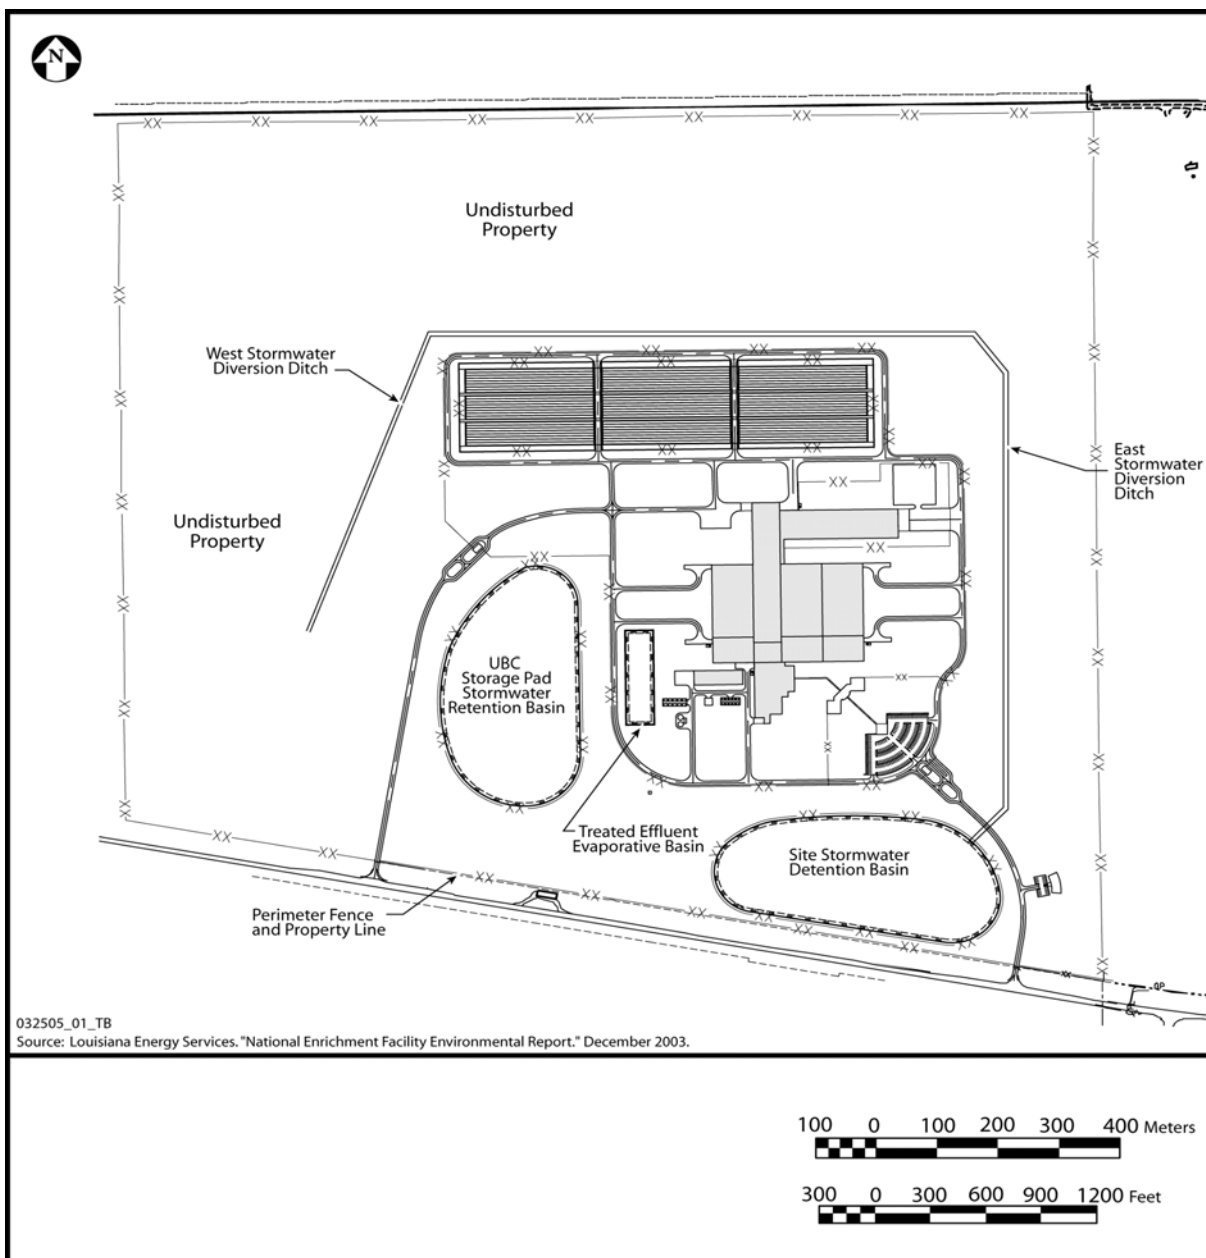 N
Undisturbed
Property
West Stormwater
Diversion Ditch
East
Stormwater
Diversion
Ditch
Undisturbed
Property
UBC
Storage Pad
Stormwater
Retention Basin
Treated Effluent
Evaporative Basin
Site Stormwater
Detention Basin
Perimeter Fence
and Property Line
032505_01_TB
Source: Louisiana Energy Services. "National Enrichment Facility Environmental Report." December 2003.
100 0 100 200 300 400 Meters
300 0 300 600 900 1200 Feet